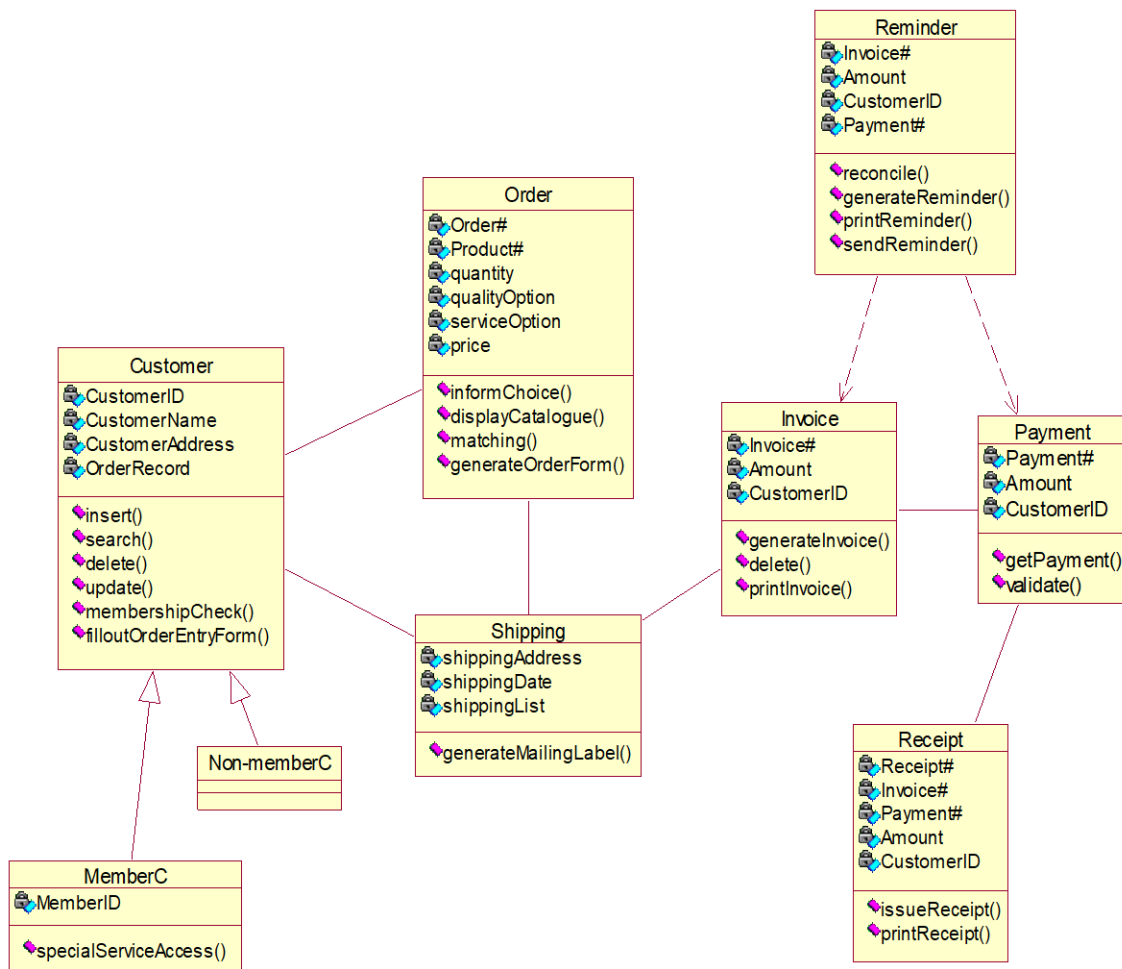 Reminder
Invoice#
Amount
CustomerID
Payment#
reconcile()
generateReminder()
printReminder()
sendReminder()
Order
Order#
Product#
quantity
qualityOption
serviceOption
price
informChoice()
displayCatalogue()
matching()
generateOrderForm()
Customer
CustomerID
CustomerName
CustomerAddress
OrderRecord
insert()
search()
delete()
update()
membershipCheck()
filloutOrderEntryForm()
Invoice
Invoice#
Amount
CustomerID
generateInvoice()
delete()
printInvoice()
Payment
Payment#
Amount
CustomerID
getPayment()
validate()
Shipping
shippingAddress
shippingDate
shippingList
generateMailingLabel()
Non-memberC
Receipt
Receipt#
Invoice#
Payment#
Amount
CustomerID
issueReceipt()
printReceipt()
MemberC
MemberID
specialServiceAccess()